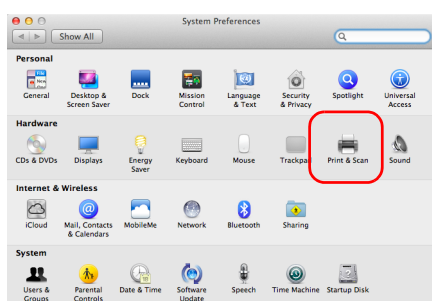 System Preferences
Show All
Personal
General
Desktop &
Screen Saver
Dock
Mission
Control
Language
& Text
Security
& Privacy
Spotlight
Universal
Access
Hardware
CDs & DVDs
Displays
Energy
Saver
Keyboard
Mouse
Trackpad
Print & Scan
Sound
Internet & Wireless
iCloud
Mail, Contacts
& Calendars
MobileMe
Network
Bluetooth
Sharing
System
Users &
Groups
Parental
Controls
Date & Time
Software
Update
Speech
Time Machine
Startup Disk